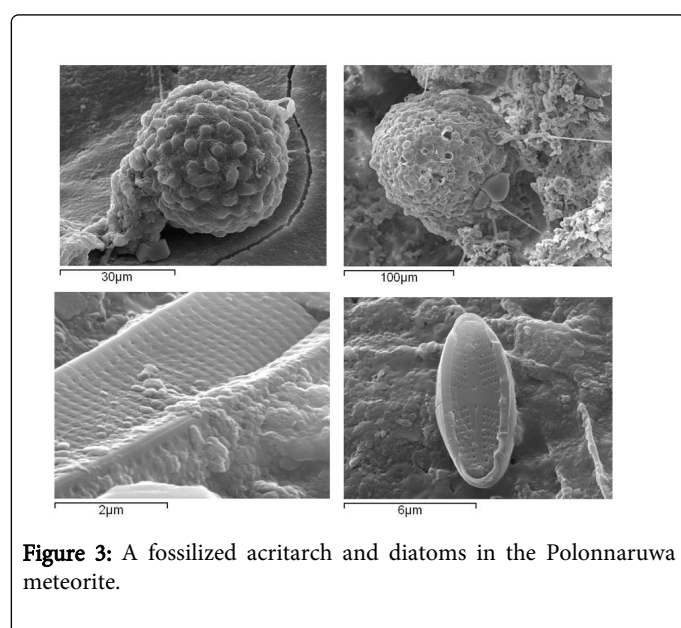 30µm
100µm
2µm
6µm
Figure 3: A fossilized acritarch and diatoms in the Polonnaruwa
meteorite.